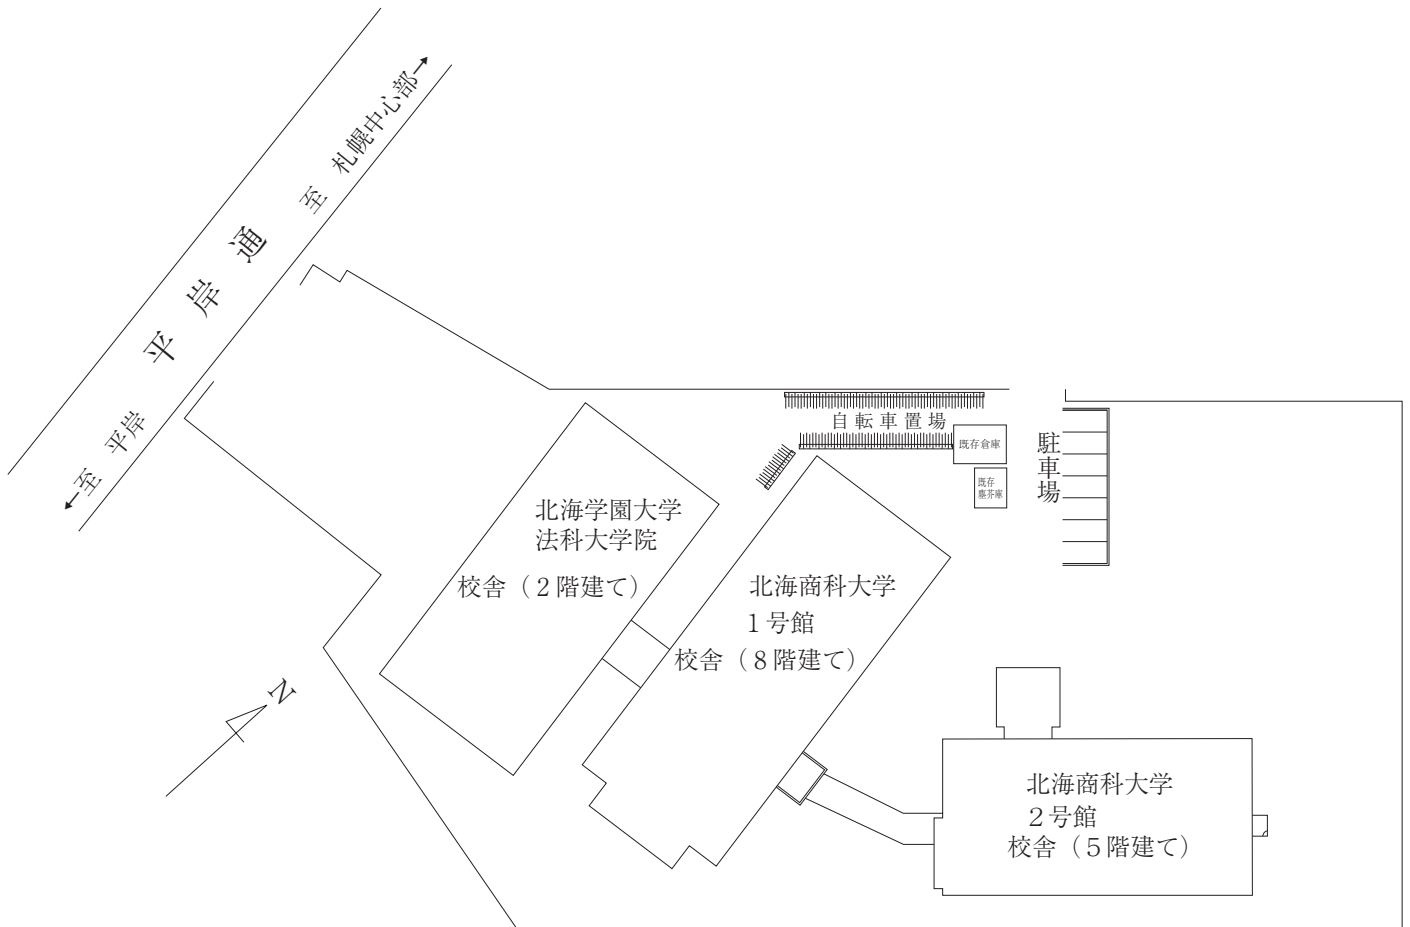 至 札幌中心部→
平岸通
←至 平岸
自転車置場
既存倉庫
既存
塵芥庫
駐車場
北海学園大学
法科大学院
校舎（２階建て）
北海商科大学
１号館
校舎（８階建て）
N
北海商科大学
２号館
校舎（５階建て）